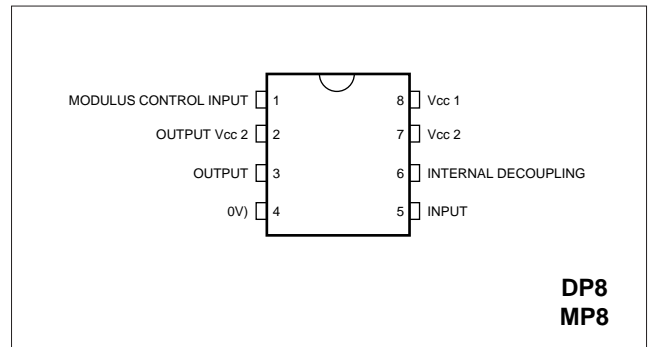 MODULUS CONTROL INPUT 1 8 Vcc 1
OUTPUT Vcc 2 2 7 Vcc 2
OUTPUT 3 6 INTERNAL DECOUPLING
0V) 4 5 INPUT
DP8
MP8